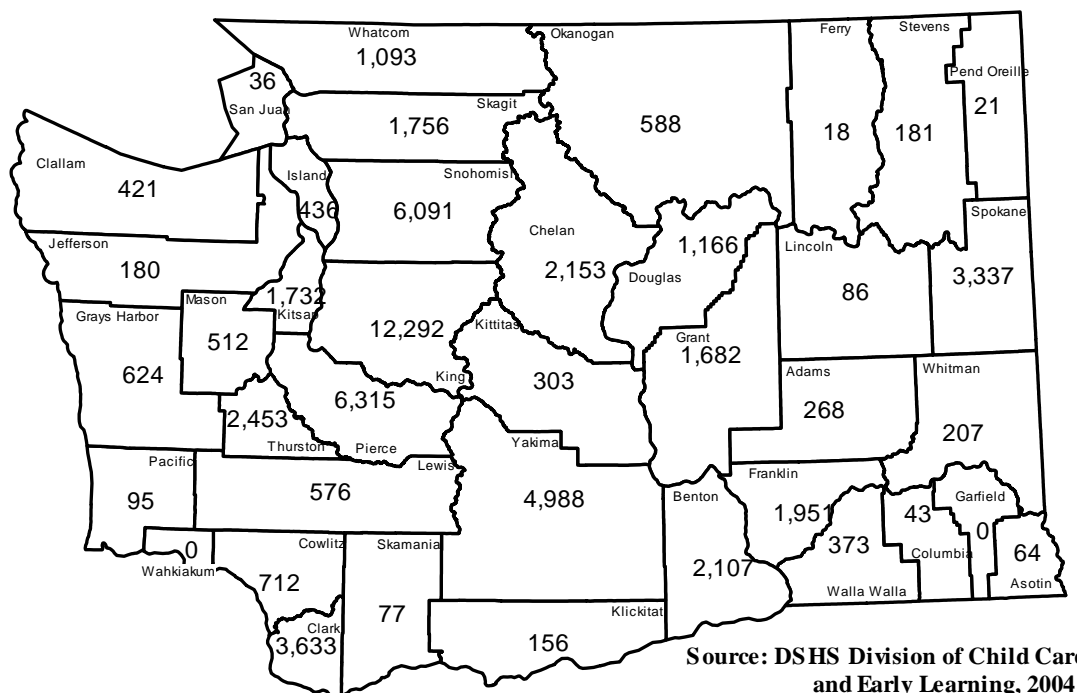 Whatcom
1,093
Okanogan
588
Ferry
18
Stevens
181
Pend Oreille
21
36
San Juan
Skagit
1,756
Clallam
421
Island
436
Snohomish
6,091
Chelan
2,153
1,166
Douglas
Lincoln
86
Spokane
3,337
Jefferson
180
1,732
Kitsap
Mason
512
Grays Harbor
624
12,292
King
Kittitas
303
Grant
1,682
Adams
268
Whitman
207
2,453
Thurston
6,315
Pierce
Yakima
4,988
Pacific
95
Lewis
576
Benton
2,107
Franklin
1,951
373
Walla Walla
43
Columbia
Garfield
0
64
Asotin
0
Wahkiakum
Cowlitz
712
Skamania
77
Clark
3,633
Klickitat
156
Source: DSHS Division of Child Care
and Early Learning, 2004